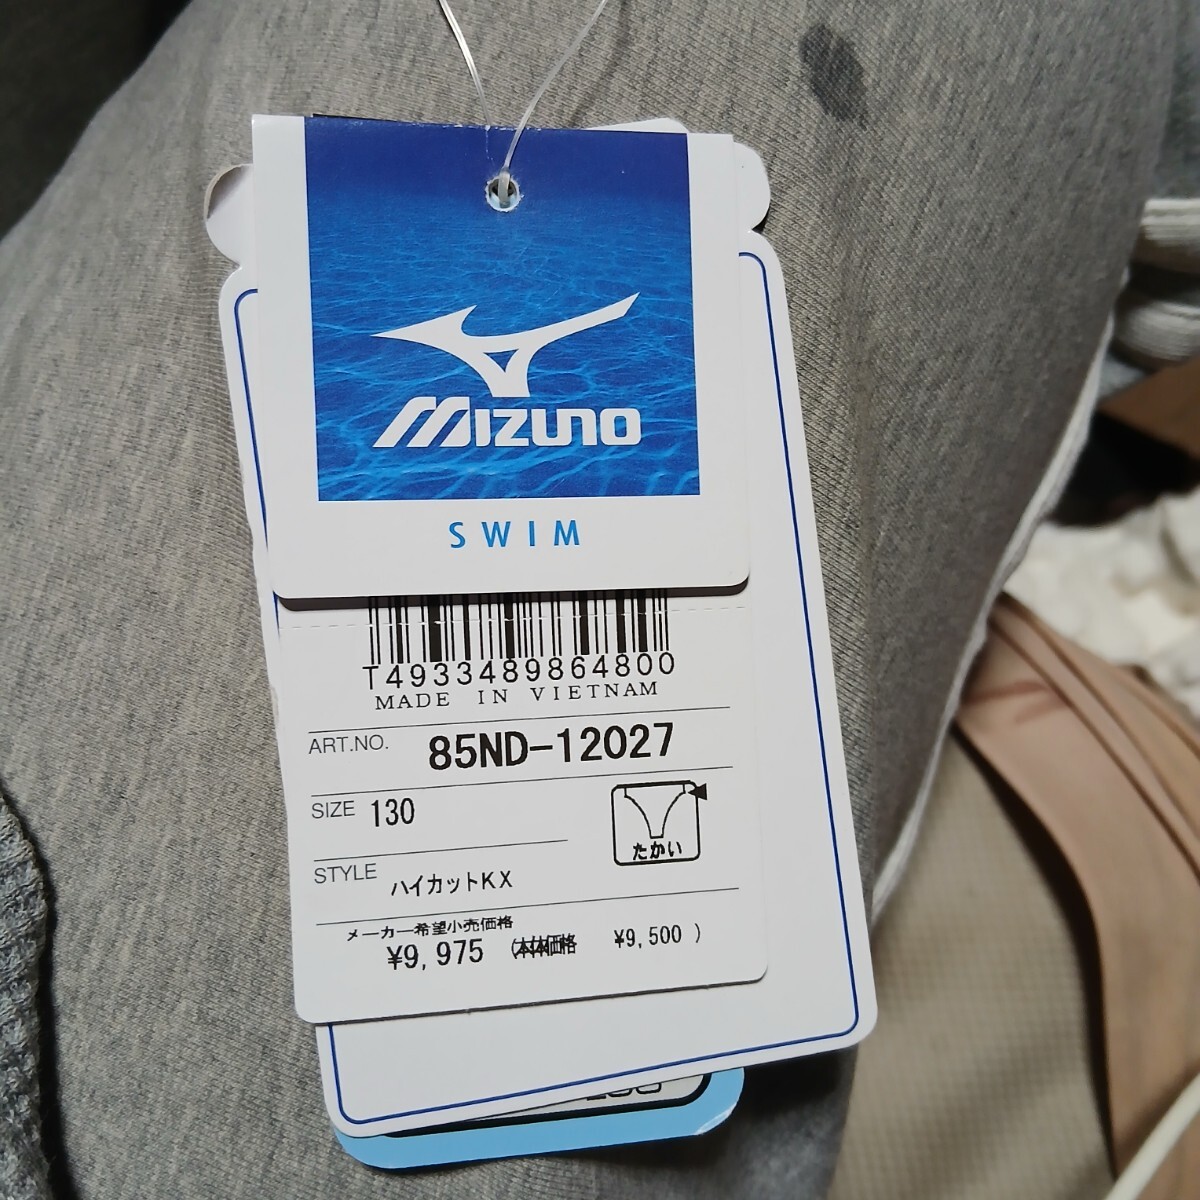 MIZUNO
SWIM
T4933489864800
MADE IN VIETNAM
ART.NO. 85ND-12027
SIZE 130
たかい
STYLE ハイカットKX
メーカー希望小売価格
¥9,975 (本体価格 ¥9,500 )